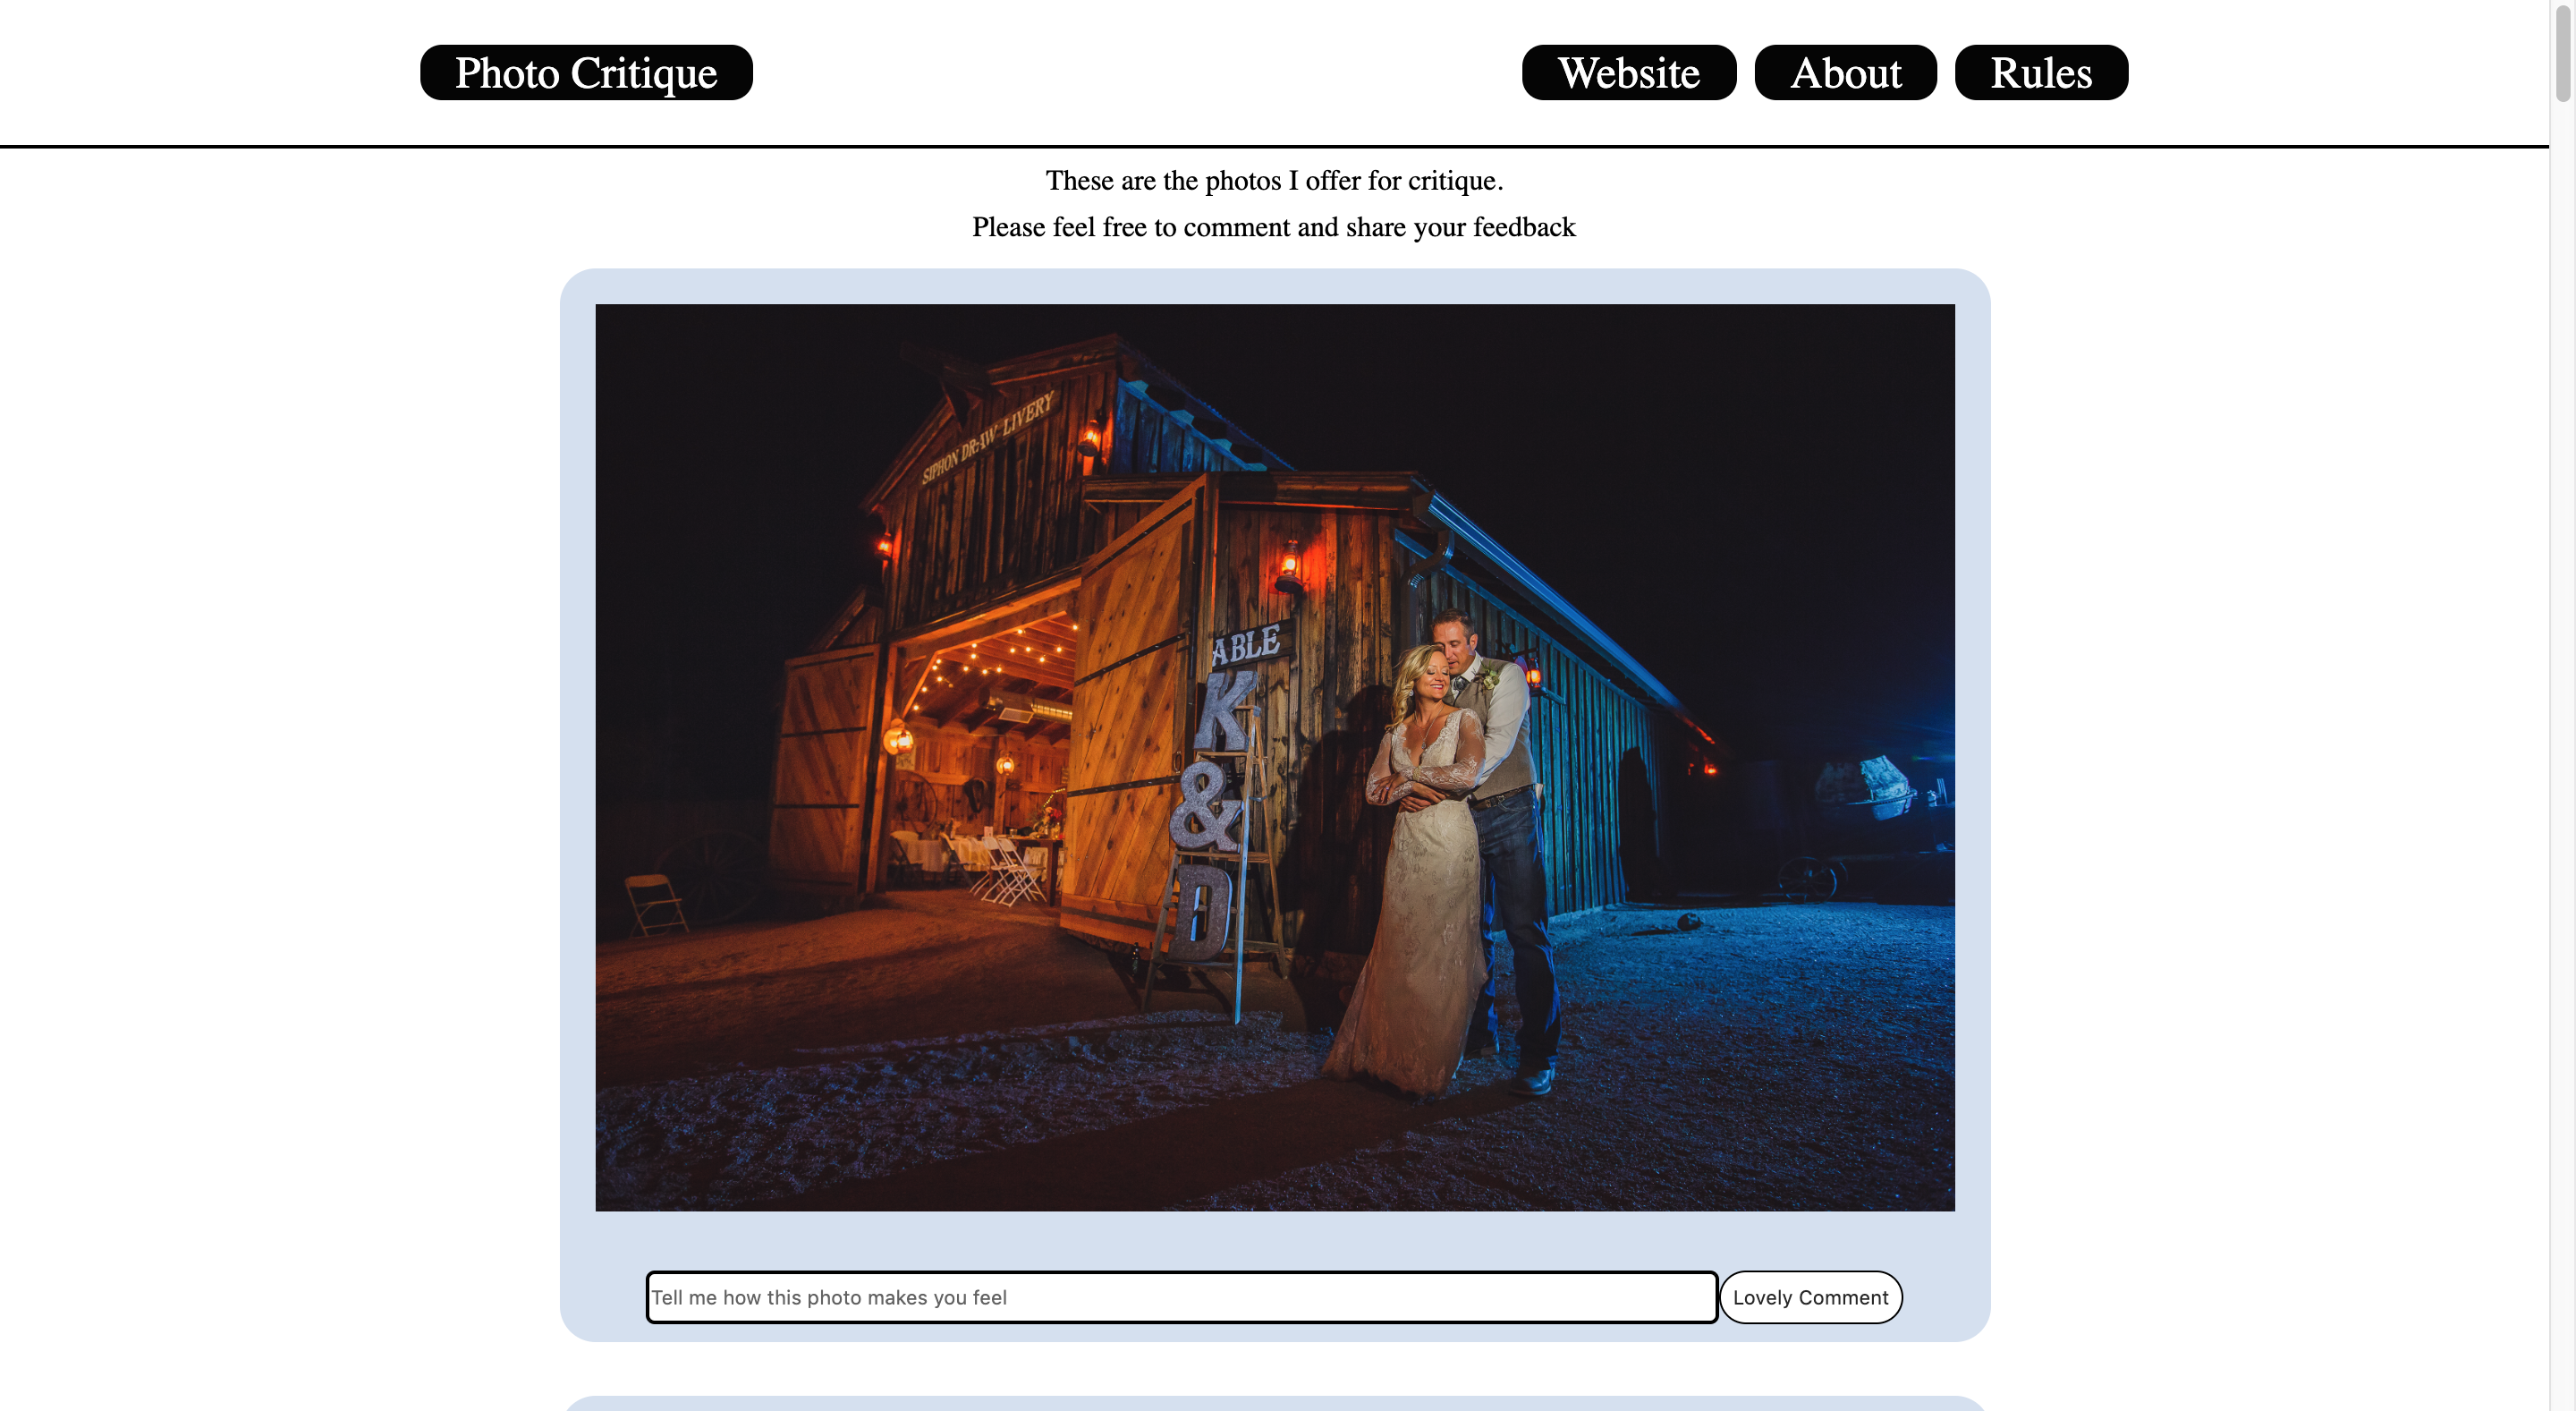 Photo Critique
Website
About
Rules
These are the photos I offer for critique.
Please feel free to comment and share your feedback
SIPHON DRAW LIVERY
ABLE
K
&
D
Tell me how this photo makes you feel
Lovely Comment